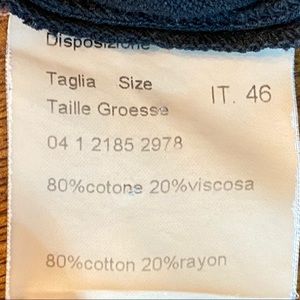 Disposizione
Taglia Size
Taille Groesse
IT. 46
04 1 2185 2978
80%cotone 20%viscosa
80%cotton 20%rayon